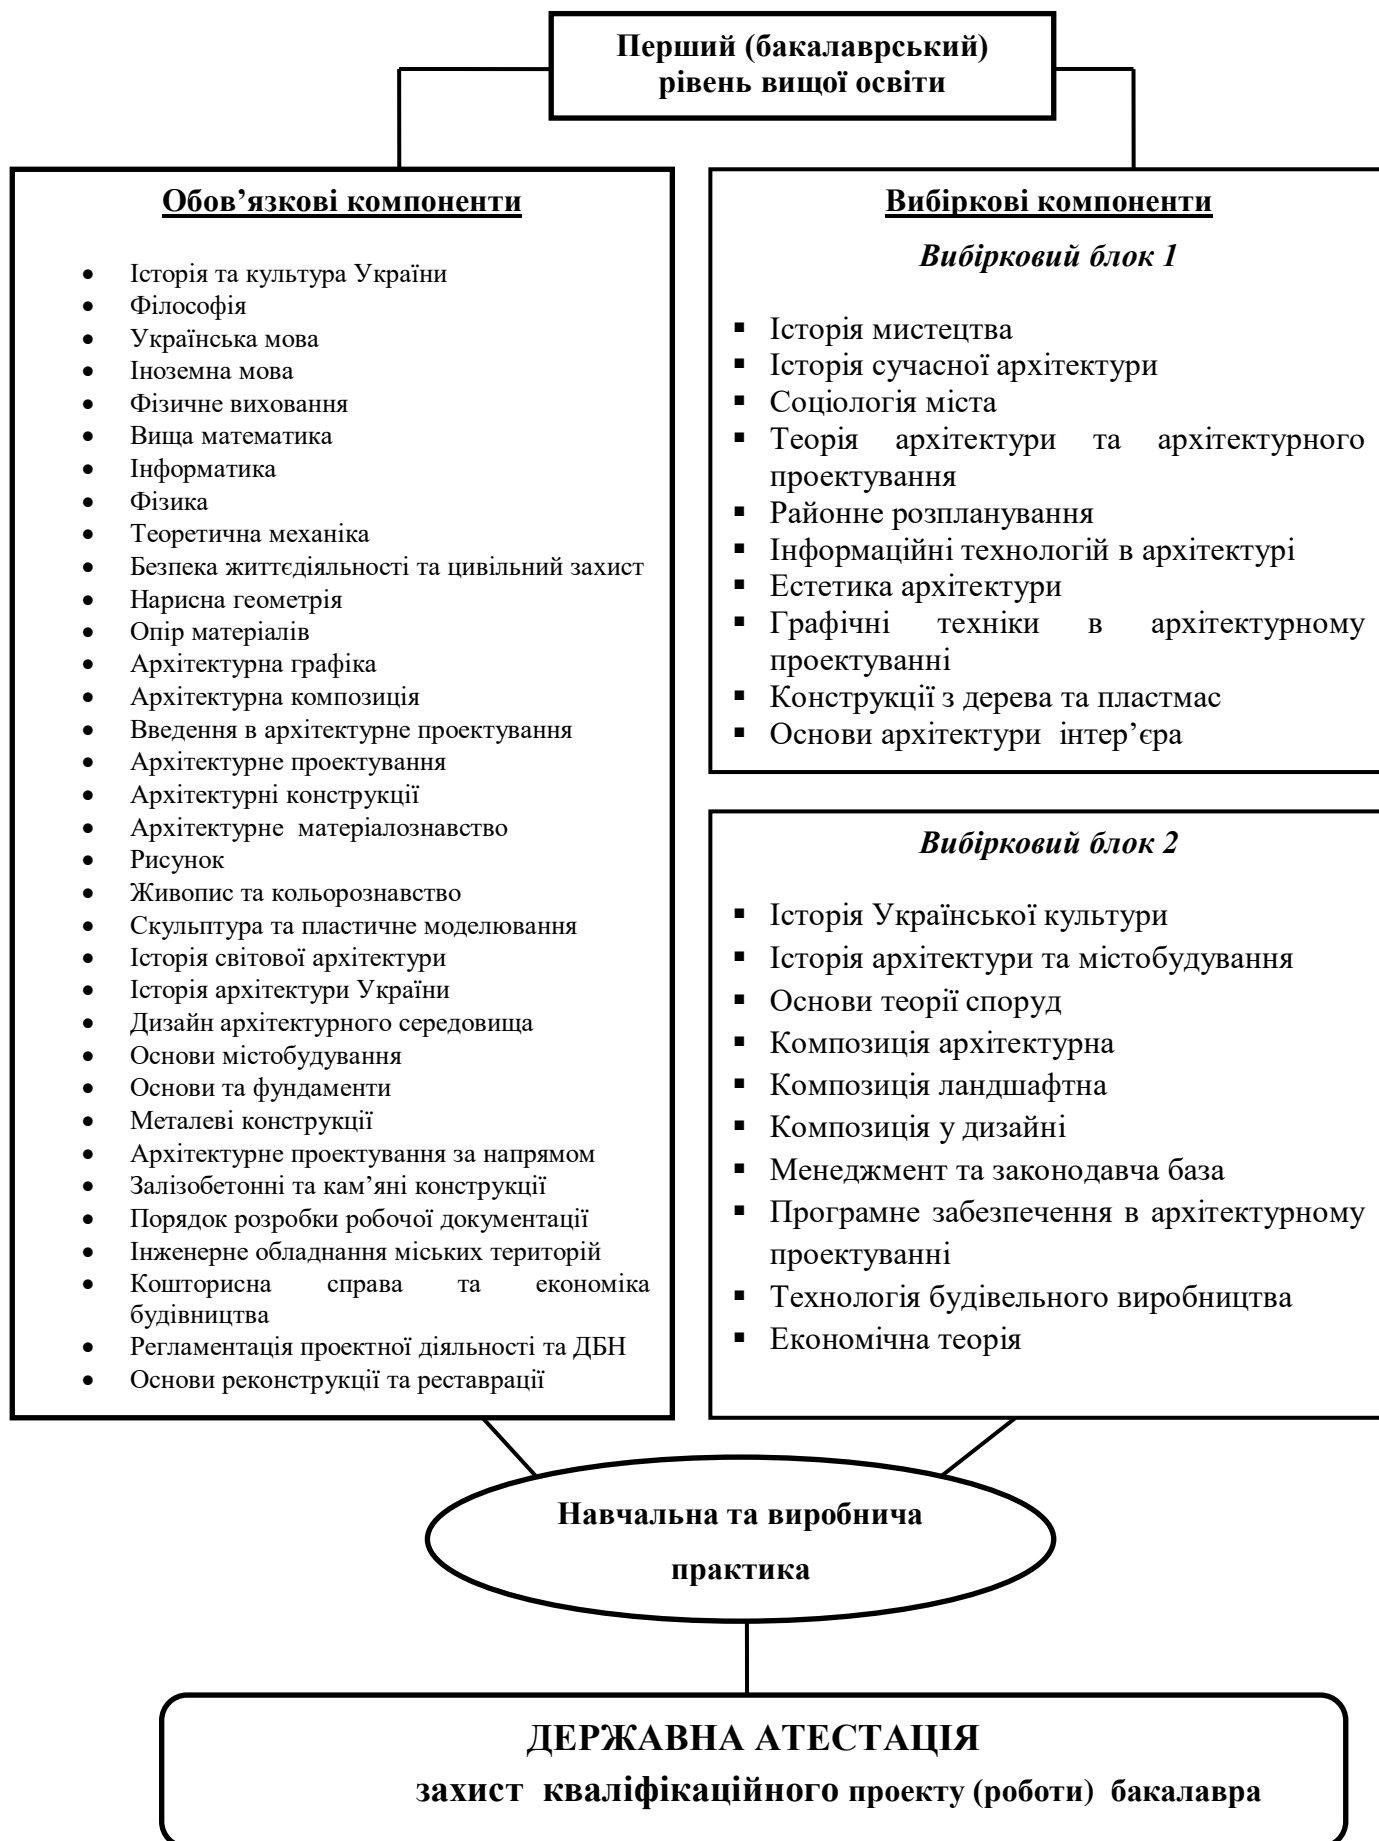 Перший (бакалаврський)
рівень вищої освіти
Обов’язкові компоненти
• Історія та культура України
• Філософія
• Українська мова
• Іноземна мова
• Фізичне виховання
• Вища математика
• Інформатика
• Фізика
• Теоретична механіка
• Безпека життєдіяльності та цивільний захист
• Нарисна геометрія
• Опір матеріалів
• Архітектурна графіка
• Архітектурна композиція
• Введення в архітектурне проектування
• Архітектурне проектування
• Архітектурні конструкції
• Архітектурне матеріалознавство
• Рисунок
• Живопис та кольорознавство
• Скульптура та пластичне моделювання
• Історія світової архітектури
• Історія архітектури України
• Дизайн архітектурного середовища
• Основи містобудування
• Основи та фундаменти
• Металеві конструкції
• Архітектурне проектування за напрямом
• Залізобетонні та кам’яні конструкції
• Порядок розробки робочої документації
• Інженерне обладнання міських територій
• Кошторисна справа та економіка
будівництва
• Регламентація проектної діяльності та ДБН
• Основи реконструкції та реставрації
Вибіркові компоненти
Вибірковий блок 1
▪ Історія мистецтва
▪ Історія сучасної архітектури
▪ Соціологія міста
▪ Теорія архітектури та архітектурного
проектування
▪ Районне розпланування
▪ Інформаційні технологій в архітектурі
▪ Естетика архітектури
▪ Графічні техніки в архітектурному
проектуванні
▪ Конструкції з дерева та пластмас
▪ Основи архітектури інтер’єра
Вибірковий блок 2
▪ Історія Української культури
▪ Історія архітектури та містобудування
▪ Основи теорії споруд
▪ Композиція архітектурна
▪ Композиція ландшафтна
▪ Композиція у дизайні
▪ Менеджмент та законодавча база
▪ Програмне забезпечення в архітектурному
проектуванні
▪ Технологія будівельного виробництва
▪ Економічна теорія
Навчальна та виробнича
практика
ДЕРЖАВНА АТЕСТАЦІЯ
захист кваліфікаційного проекту (роботи) бакалавра